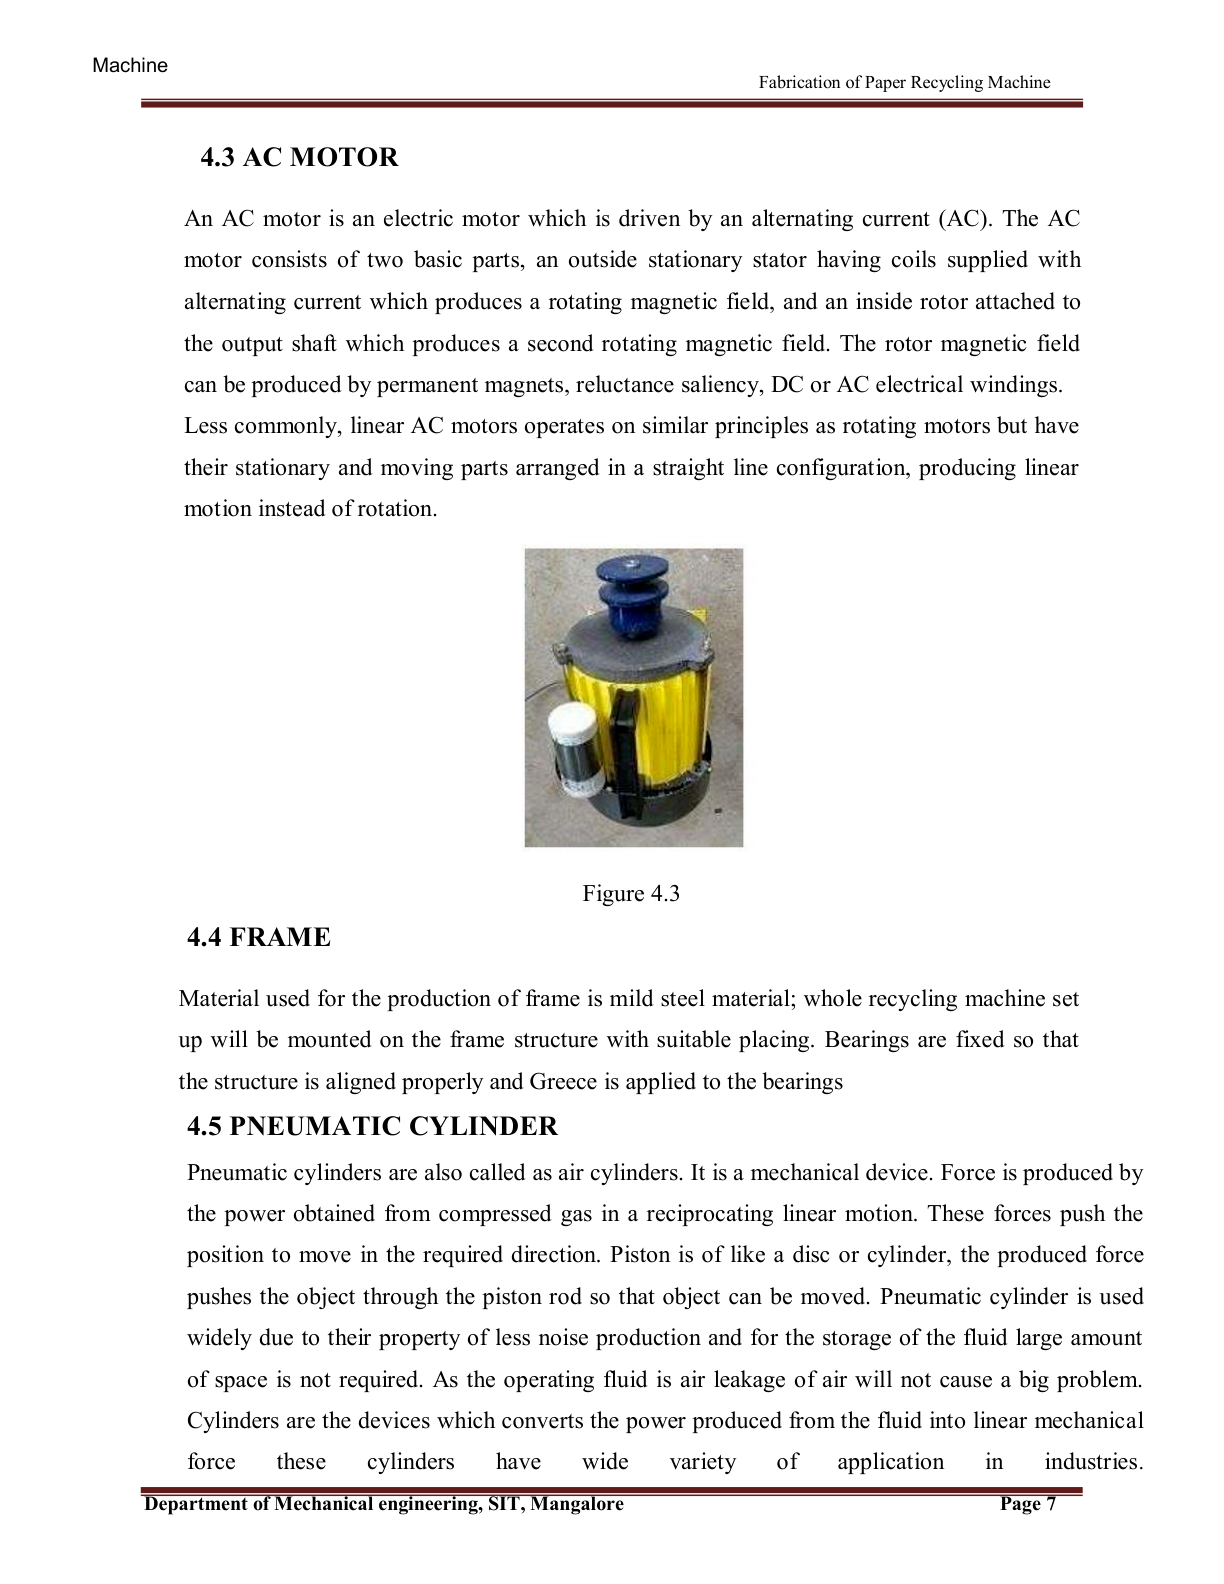 Machine
Fabrication of Paper Recycling Machine
4.3 AC MOTOR
An AC motor is an electric motor which is driven by an alternating current (AC). The AC
motor consists of two basic parts, an outside stationary stator having coils supplied with
alternating current which produces a rotating magnetic field, and an inside rotor attached to
the output shaft which produces a second rotating magnetic field. The rotor magnetic field
can be produced by permanent magnets, reluctance saliency, DC or AC electrical windings.
Less commonly, linear AC motors operates on similar principles as rotating motors but have
their stationary and moving parts arranged in a straight line configuration, producing linear
motion instead of rotation.
Figure 4.3
4.4 FRAME
Material used for the production of frame is mild steel material; whole recycling machine set
up will be mounted on the frame structure with suitable placing. Bearings are fixed so that
the structure is aligned properly and Greece is applied to the bearings
4.5 PNEUMATIC CYLINDER
Pneumatic cylinders are also called as air cylinders. It is a mechanical device. Force is produced by
the power obtained from compressed gas in a reciprocating linear motion. These forces push the
position to move in the required direction. Piston is of like a disc or cylinder, the produced force
pushes the object through the piston rod so that object can be moved. Pneumatic cylinder is used
widely due to their property of less noise production and for the storage of the fluid large amount
of space is not required. As the operating fluid is air leakage of air will not cause a big problem.
Cylinders are the devices which converts the power produced from the fluid into linear mechanical
force these cylinders have wide variety of application in industries.
Department of Mechanical engineering, SIT, Mangalore Page 7